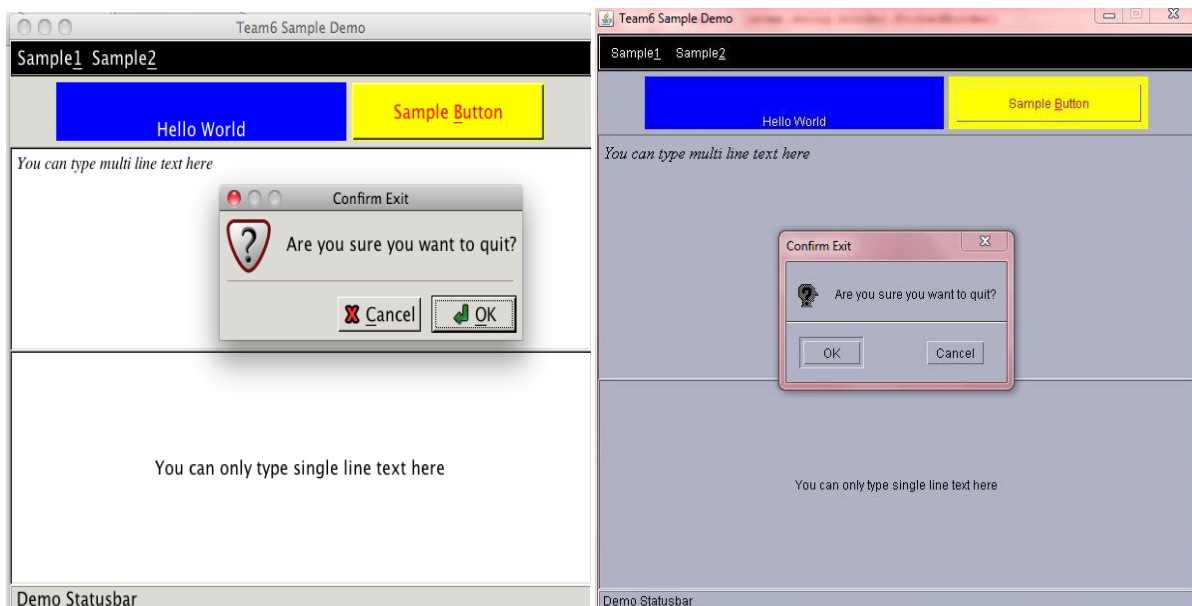 Team6 Sample Demo
Sample1 Sample2
Hello World
Sample Button
You can type multi line text here
Confirm Exit
Are you sure you want to quit?
Cancel
OK
You can only type single line text here
Demo Statusbar
Team6 Sample Demo
Sample1 Sample2
Hello World
Sample Button
You can type multi line text here
Confirm Exit
Are you sure you want to quit?
OK
Cancel
You can only type single line text here
Demo Statusbar